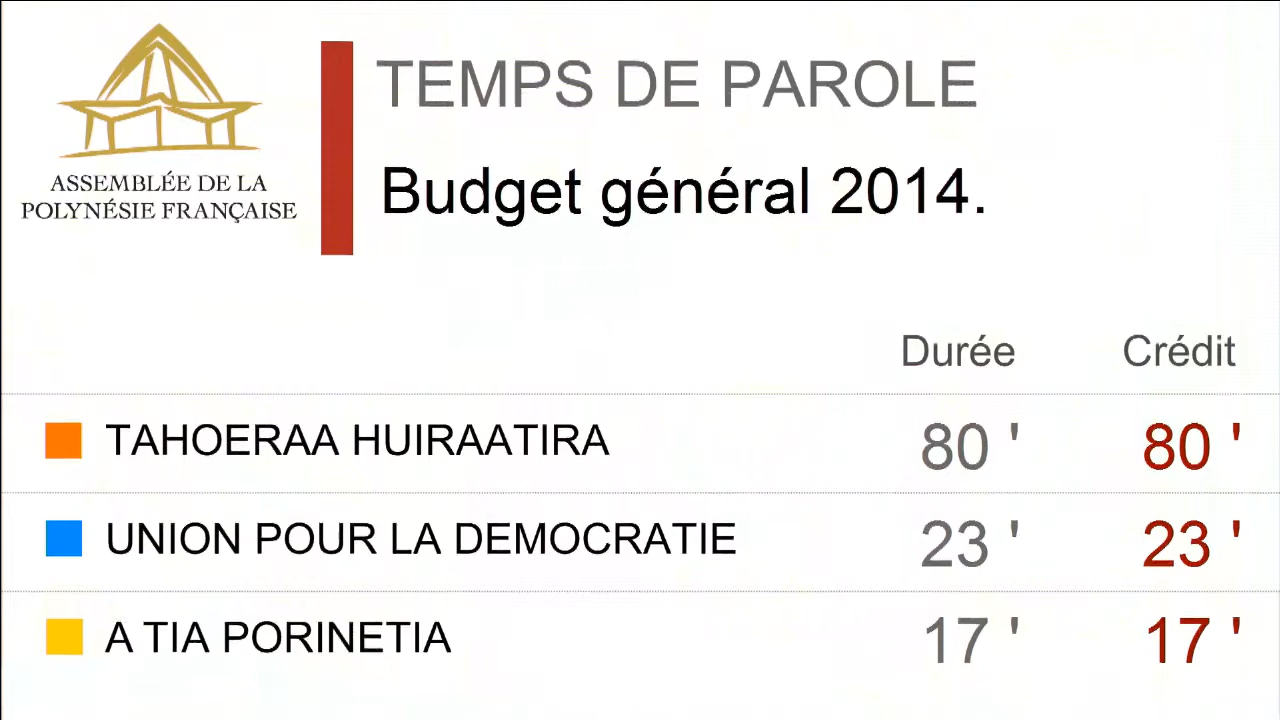 ASSEMBLÉE DE LA
POLYNÉSIE FRANÇAISE
TEMPS DE PAROLE
Budget général 2014.
Durée Crédit
TAHOERAA HUIRAATIRA 80 ' 80 '
UNION POUR LA DEMOCRATIE 23 ' 23 '
A TIA PORINETIA 17 ' 17 '